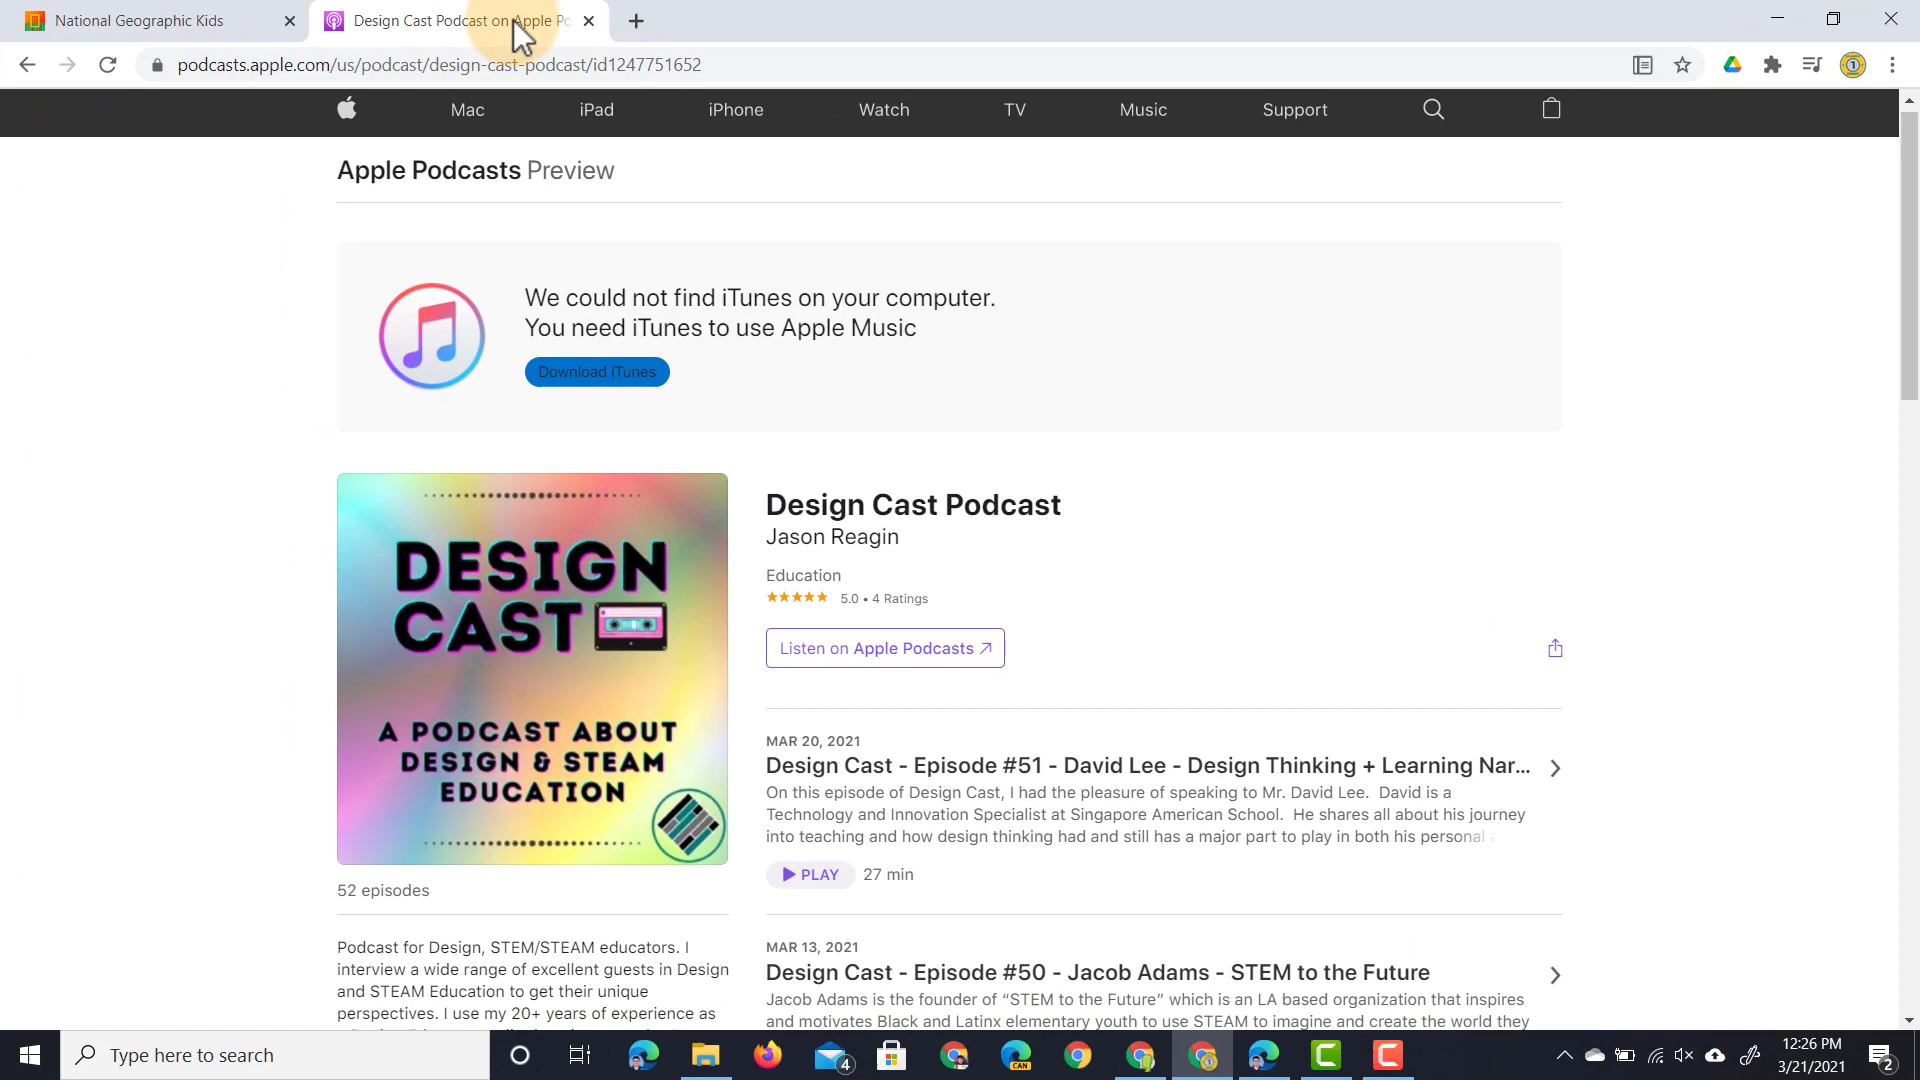 National Geographic Kids
Design Cast Podcast on Apple Po
podcasts.apple.com/us/podcast/design-cast-podcast/id1247751652
Mac iPad iPhone Watch TV Music Support
Apple Podcasts Preview
We could not find iTunes on your computer.
You need iTunes to use Apple Music
Download iTunes
DESIGN
CAST
A PODCAST ABOUT
DESIGN & STEAM
EDUCATION
52 episodes
Podcast for Design, STEM/STEAM educators. I
interview a wide range of excellent guests in Design
and STEAM Education to get their unique
perspectives. I use my 20+ years of experience as
Design Cast Podcast
Jason Reagin
Education
5.0 • 4 Ratings
Listen on Apple Podcasts
MAR 20, 2021
Design Cast - Episode #51 - David Lee - Design Thinking + Learning Nar...
On this episode of Design Cast, I had the pleasure of speaking to Mr. David Lee. David is a
Technology and Innovation Specialist at Singapore American School. He shares all about his journey
into teaching and how design thinking had and still has a major part to play in both his personal a
PLAY 27 min
MAR 13, 2021
Design Cast - Episode #50 - Jacob Adams - STEM to the Future
Jacob Adams is the founder of “STEM to the Future” which is an LA based organization that inspires
and motivates Black and Latinx elementary youth to use STEAM to imagine and create the world they
Type here to search
4
CAN
12:26 PM
3/21/2021
2